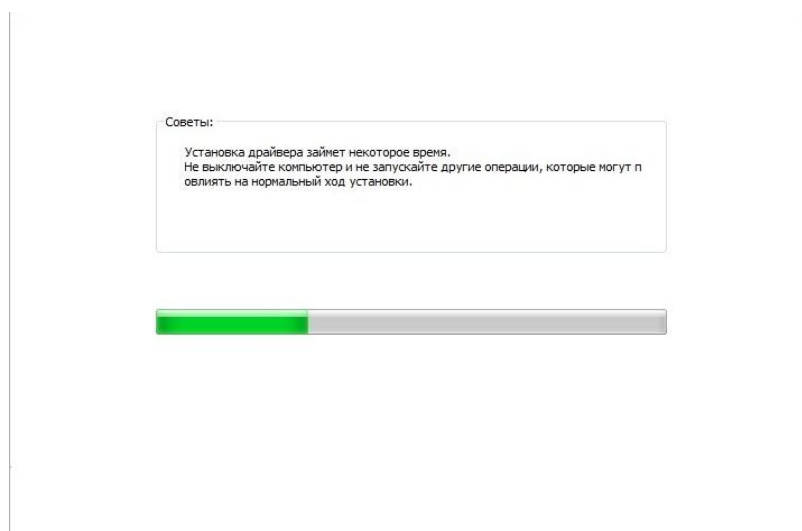 Советы:
Установка драйвера займет некоторое время.
Не выключайте компьютер и не запускайте другие операции, которые могут п
овлиять на нормальный ход установки.